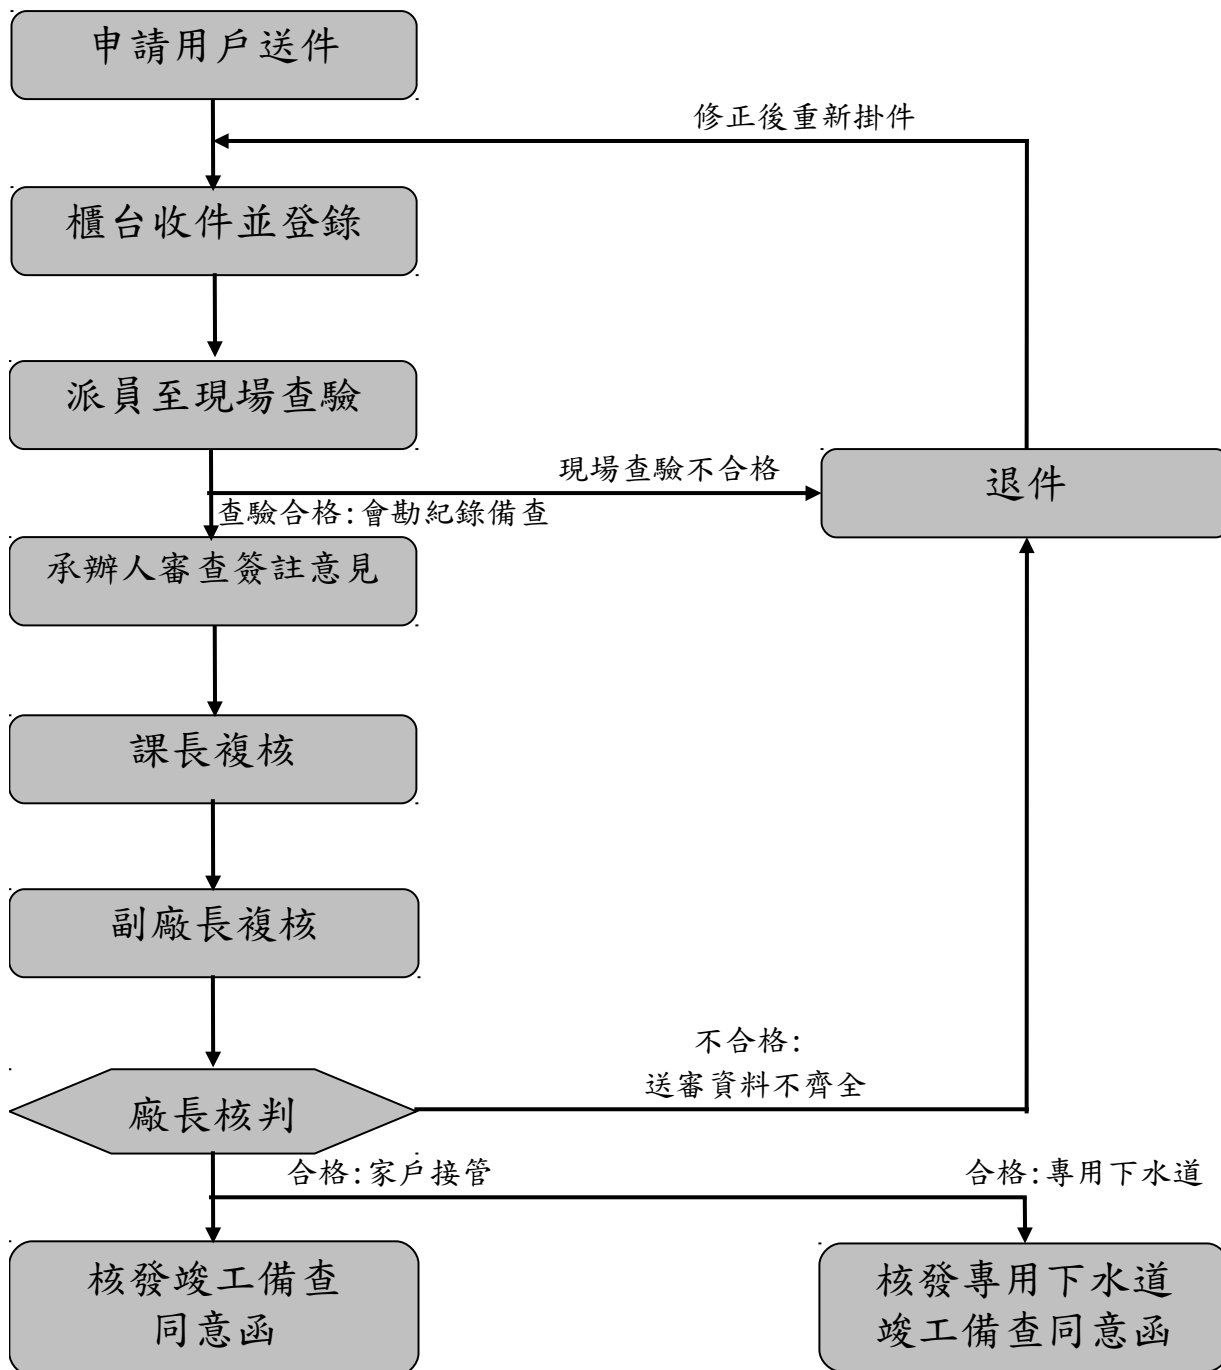 申請用戶送件
修正後重新掛件
櫃台收件並登錄
派員至現場查驗
現場查驗不合格
退件
查驗合格:會勘紀錄備查
承辦人審查簽註意見
課長複核
副廠長複核
不合格:
送審資料不齊全
廠長核判
合格:家戶接管
合格:專用下水道
核發竣工備查
同意函
核發專用下水道
竣工備查同意函